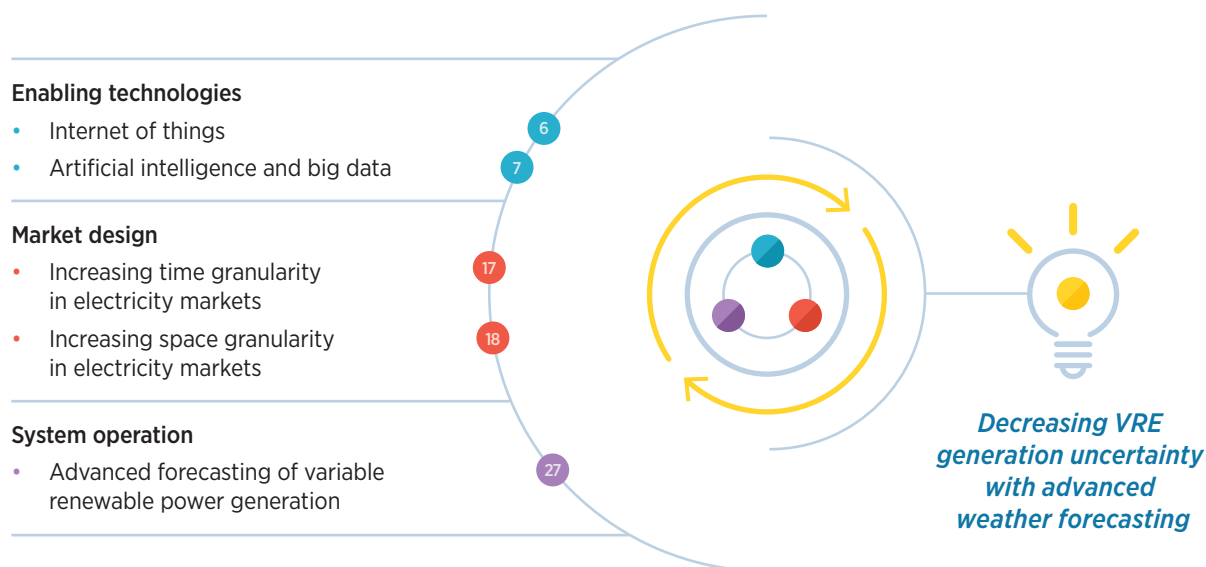 Enabling technologies
• Internet of things
• Artificial intelligence and big data
6
7
Market design
• Increasing time granularity
in electricity markets
• Increasing space granularity
in electricity markets
17
18
System operation
• Advanced forecasting of variable
renewable power generation
27
Decreasing VRE
generation uncertainty
with advanced
weather forecasting